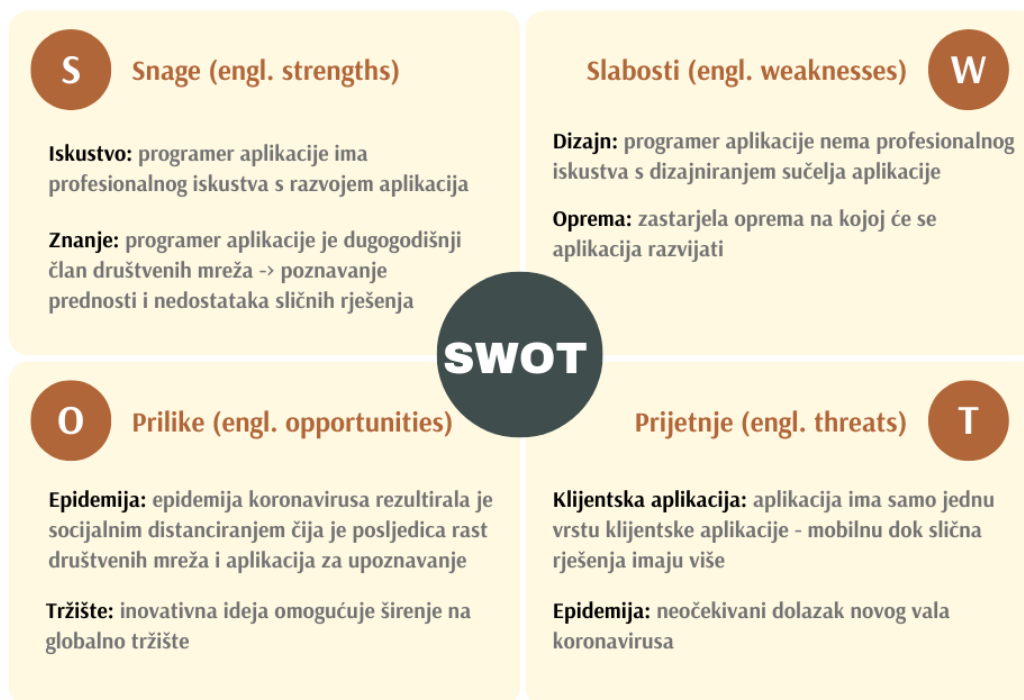 S
Snage (engl. strengths)
Iskustvo: programer aplikacije ima
profesionalnog iskustva s razvojem aplikacija
Znanje: programer aplikacije je dugogodišnji
član društvenih mreža -> poznavanje
prednosti i nedostataka sličnih rješenja
Slabosti (engl. weaknesses)
W
Dizajn: programer aplikacije nema profesionalnog
iskustva s dizajniranjem sučelja aplikacije
Oprema: zastarjela oprema na kojoj će se
aplikacija razvijati
SWOT
O
Prilike (engl. opportunities)
Epidemija: epidemija koronavirusa rezultirala je
socijalnim distanciranjem čija je posljedica rast
društvenih mreža i aplikacija za upoznavanje
Tržište: inovativna ideja omogućuje širenje na
globalno tržište
Prijetnje (engl. threats)
T
Klijentska aplikacija: aplikacija ima samo jednu
vrstu klijentske aplikacije - mobilnu dok slična
rješenja imaju više
Epidemija: neočekivani dolazak novog vala
koronavirusa